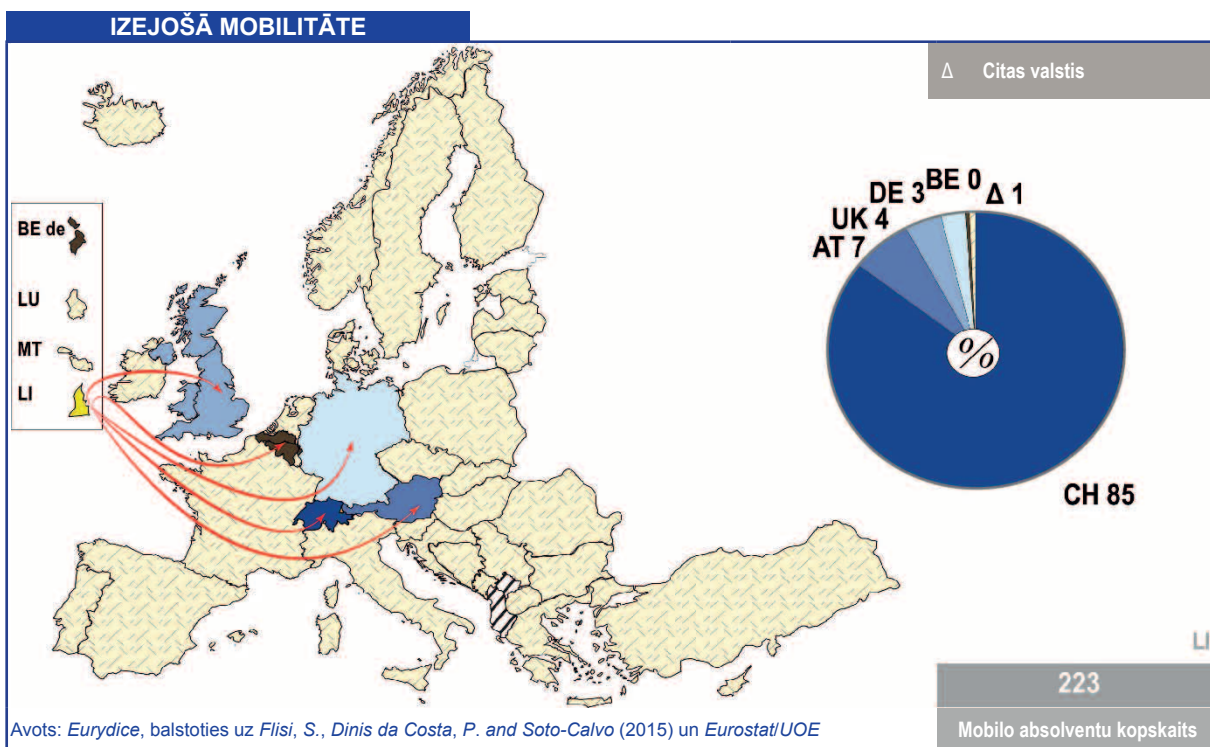 IZEJOŠĀ MOBILITĀTE
Δ Citas valstis
BE de
LU
MT
LI
BE 0
DE 3
Δ 1
UK 4
AT 7
%
CH 85
LI
223
Mobilo absolventu kopskaits
Avots: Eurydice, balstoties uz Flisi, S., Dinis da Costa, P. and Soto-Calvo (2015) un Eurostat/UOE